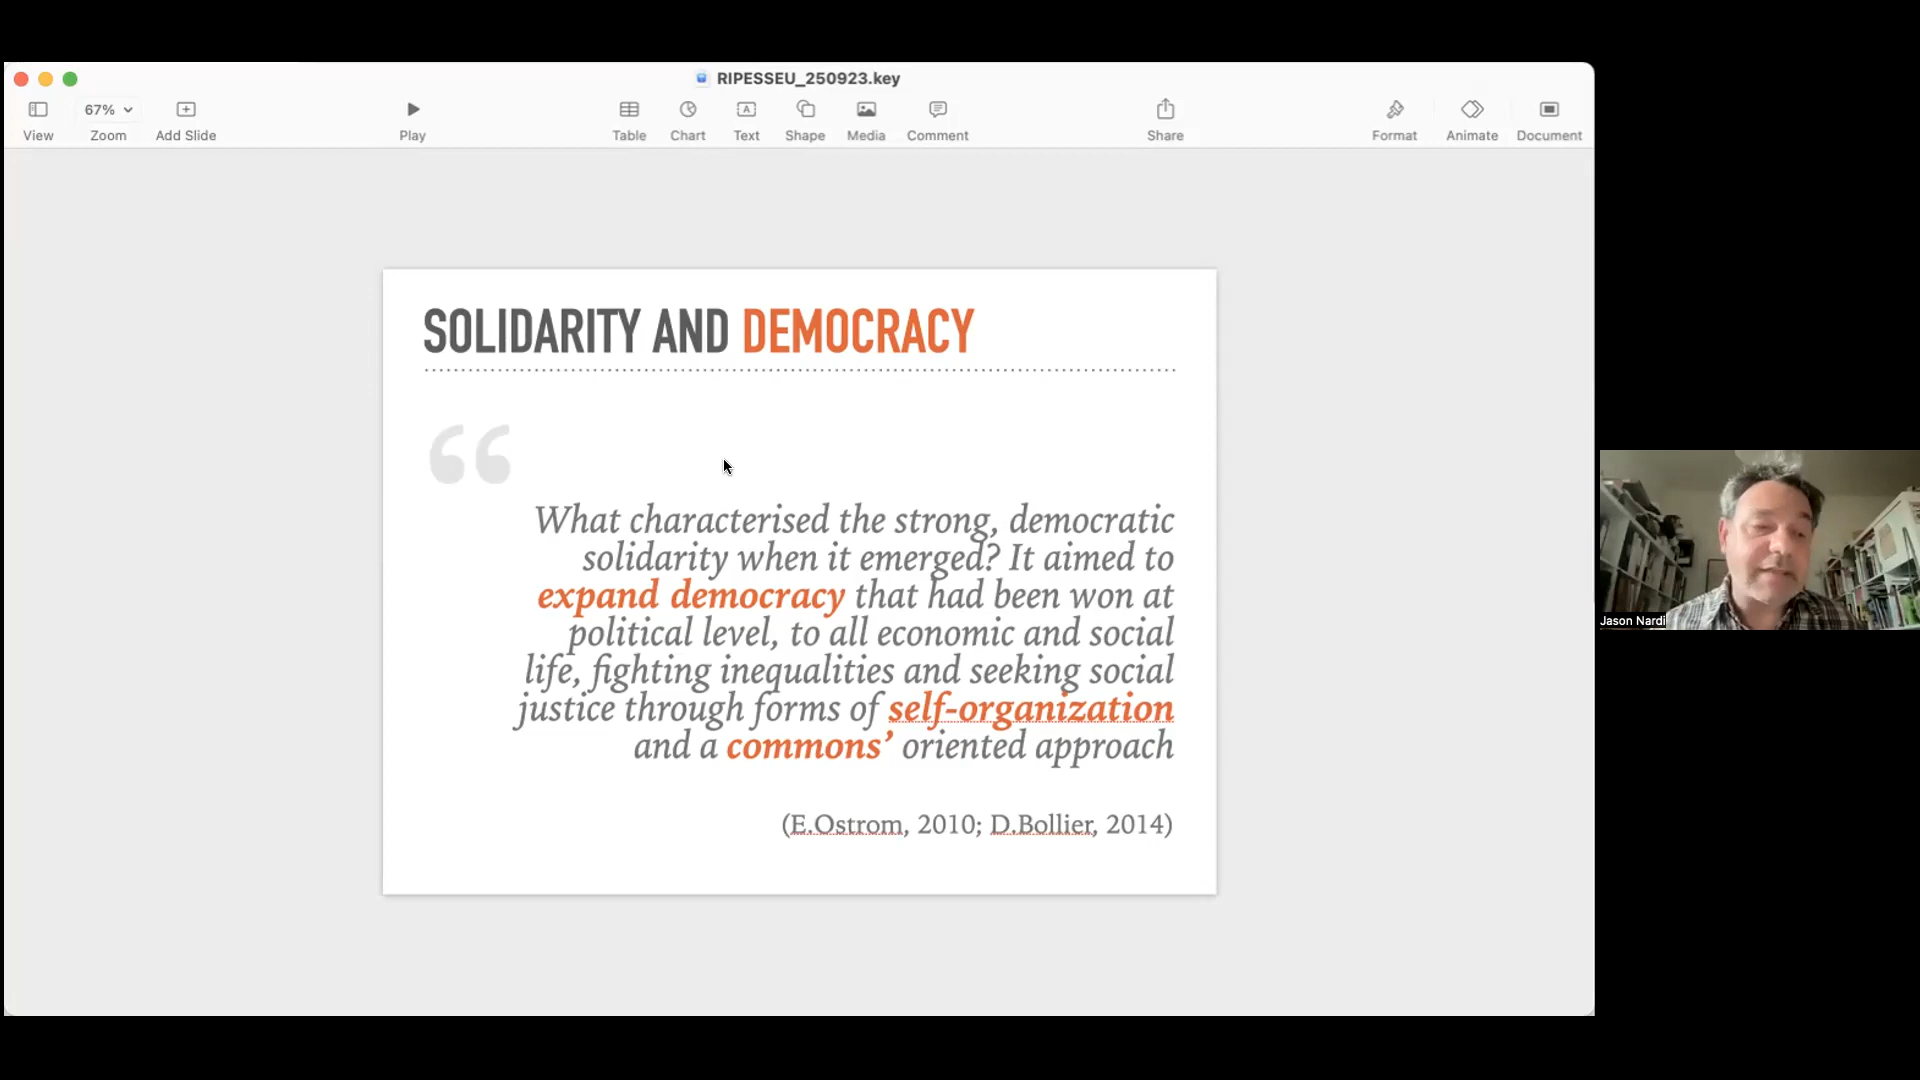 RIPESSEU_250923.key
67%
View
Zoom
Add Slide
Play
Table
Chart
Text
Shape
Media
Comment
Share
Format
Animate
Document
SOLIDARITY AND DEMOCRACY
“
What characterised the strong, democratic
solidarity when it emerged? It aimed to
expand democracy that had been won at
political level, to all economic and social
life, fighting inequalities and seeking social
justice through forms of self-organization
and a commons’ oriented approach
(E.Ostrom, 2010; D.Bollier, 2014)
Jason Nardi